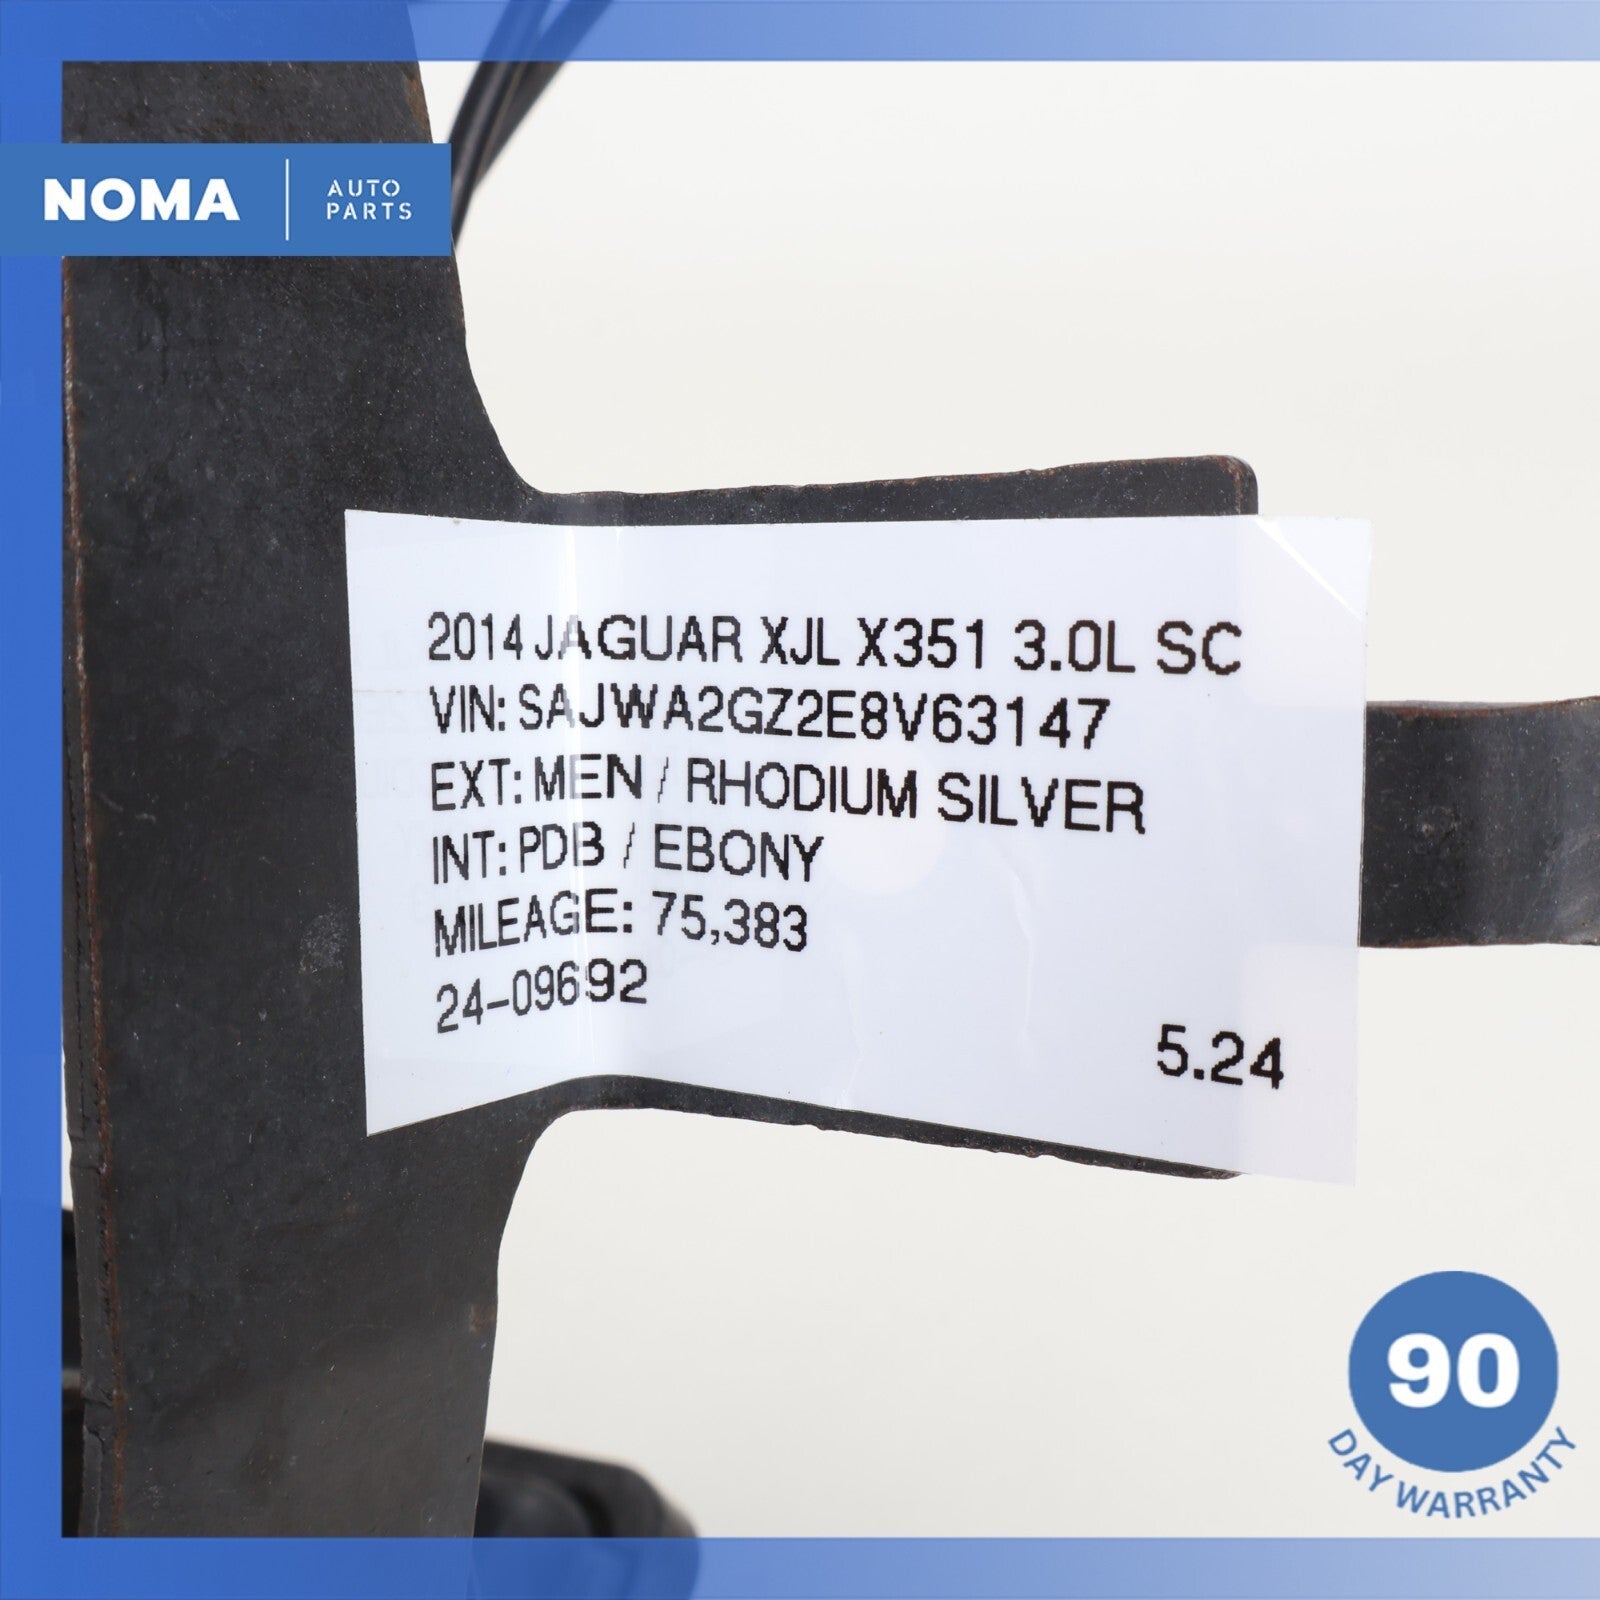 NOMA
AUTO
PARTS
2014 JAGUAR XJL X351 3.0L SC
VIN: SAJWA2GZ2E8V63147
EXT: MEN / RHODIUM SILVER
INT: PDB / EBONY
MILEAGE: 75,383
24-09692
5.24
90
DAY WARRANTY